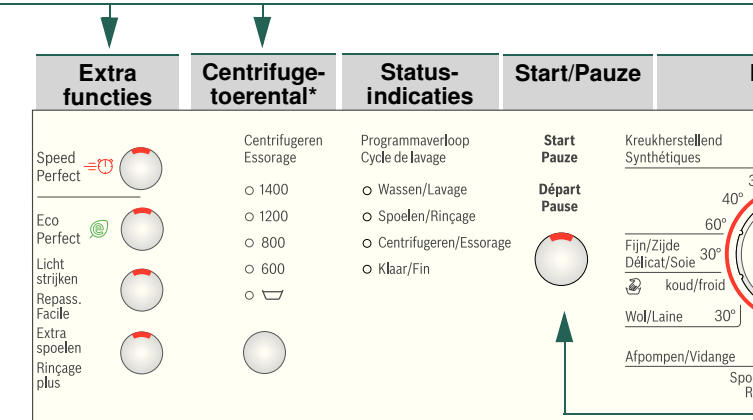 Extra
functies
Centrifuge-
toerental*
Status-
indicaties
Start/Pauze
Speed
Perfect
Eco
Perfect
Licht
strijken
Repass.
Facile
Extra
spoelen
Rinçage
plus
Centrifugeren
Essorage
1400
1200
800
600
Programmaverloop
Cycle de lavage
Wassen/Lavage
Spoelen/Rinçage
Centrifugeren/Essorage
Klaar/Fin
Start
Pauze
Départ
Pause
Kreukherstellend
Synthétiques
40°
60°
Fijn/Zijde
Délicat/Soie 30°
koud/froid
Wol/Laine 30°
Afpompen/Vidange
Spo
R